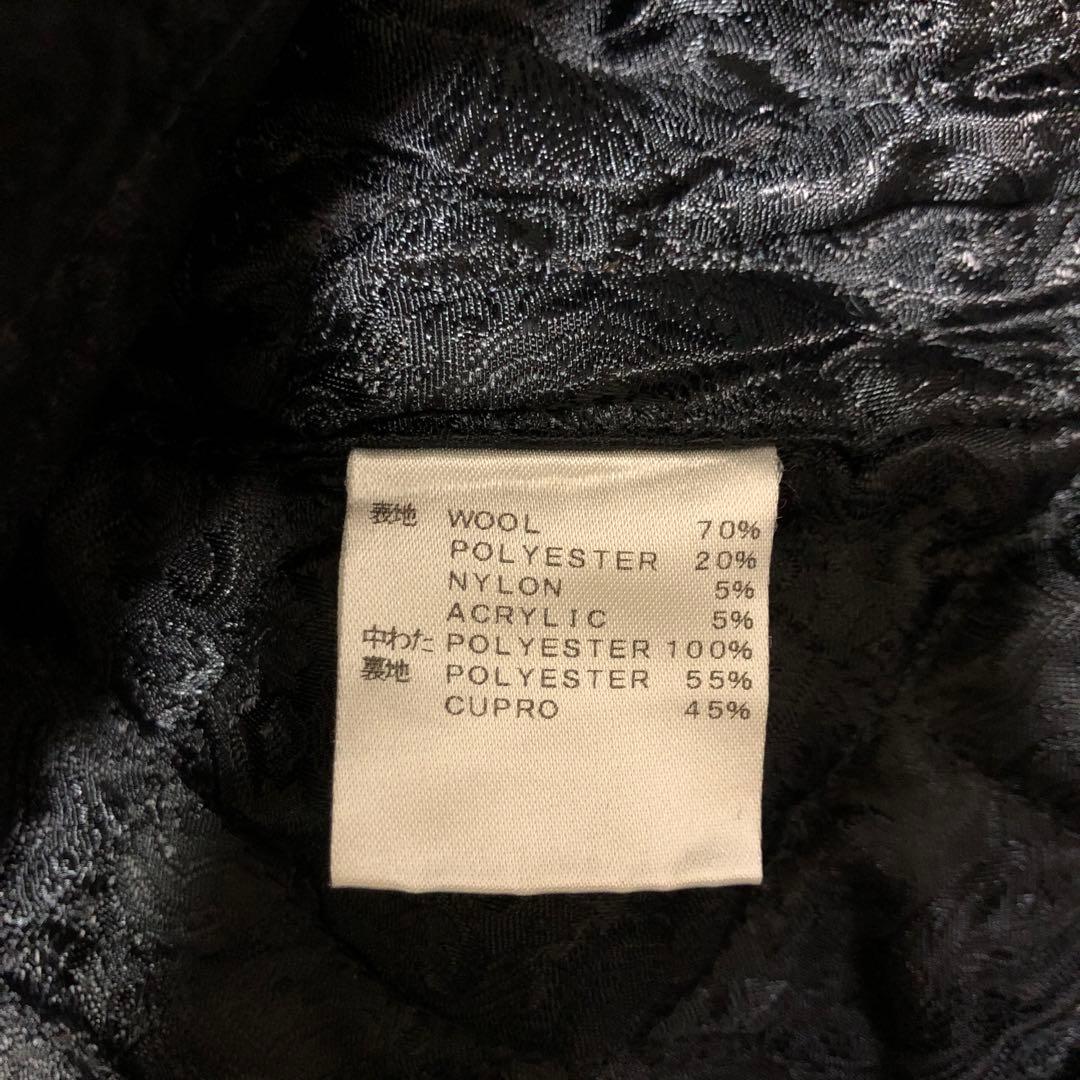 表地 WOOL 70%
POLYESTER 20%
NYLON 5%
ACRYLIC 5%
中わた POLYESTER 100%
裏地 POLYESTER 55%
CUPRO 45%